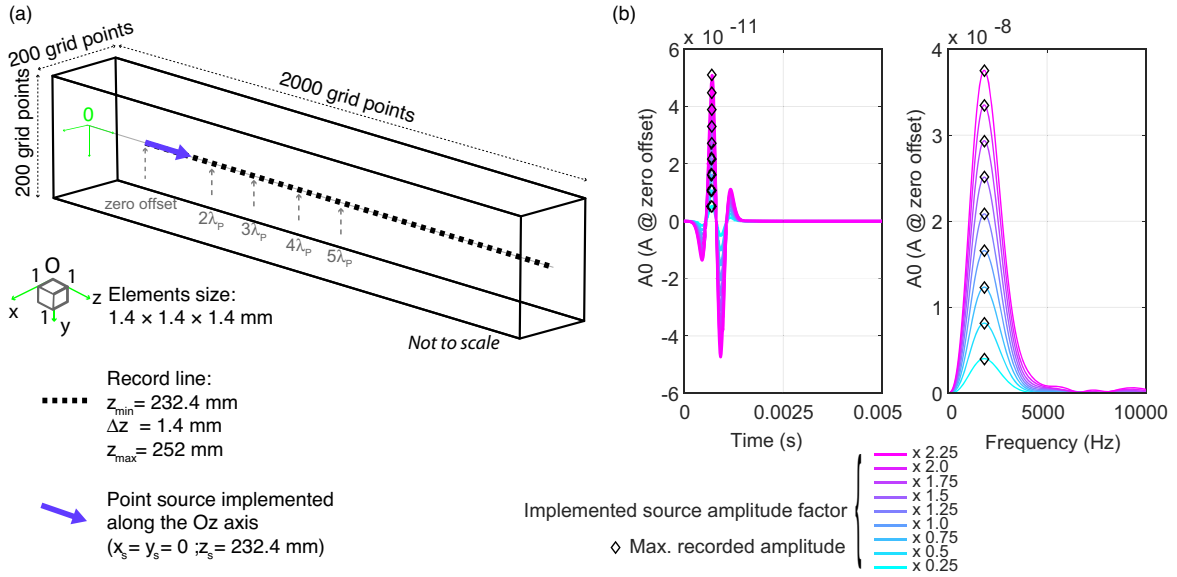 (a)
200 grid points
2000 grid points
200 grid points
0
zero offset
2λP
3λP
4λP
5λP
1 O 1
x z
1 y
Elements size:
1.4 × 1.4 × 1.4 mm
Not to scale
Record line:
zmin = 232.4 mm
Δz = 1.4 mm
zmax = 252 mm
Point source implemented
along the Oz axis
(xs = ys = 0 ;zs = 232.4 mm)
(b)
x 10 -11
6
4
2
0
-2
-4
-6
A0 (A @ zero offset)
0 0.0025 0.005
Time (s)
x 10 -8
4
3
2
1
0
A0 (A @ zero offset)
0 5000 10000
Frequency (Hz)
Implemented source amplitude factor
x 2.25
x 2.0
x 1.75
x 1.5
x 1.25
x 1.0
x 0.75
x 0.5
x 0.25
Max. recorded amplitude